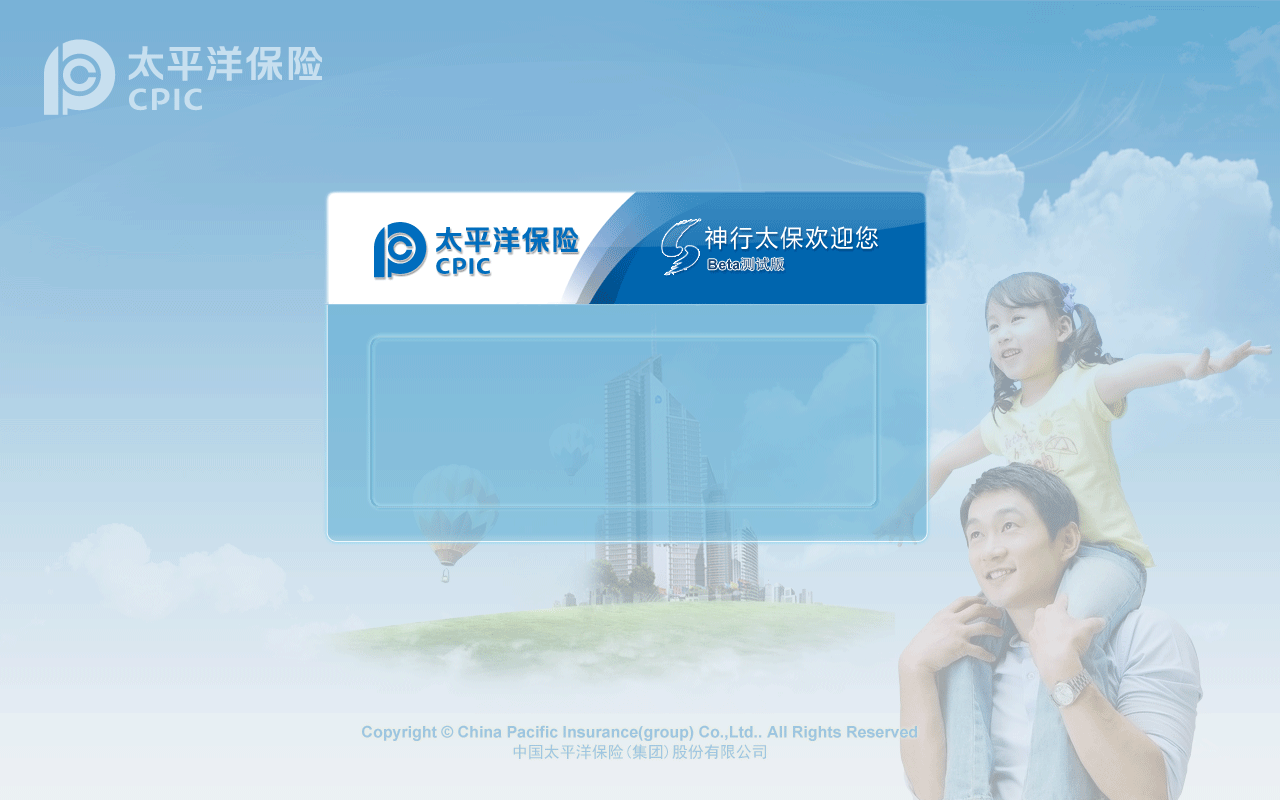 太平洋保险
CPIC
太平洋保险
CPIC
神行太保欢迎您
Beta测试版
Copyright © China Pacific Insurance(group) Co.,Ltd.. All Rights Reserved
中国太平洋保险(集团)股份有限公司